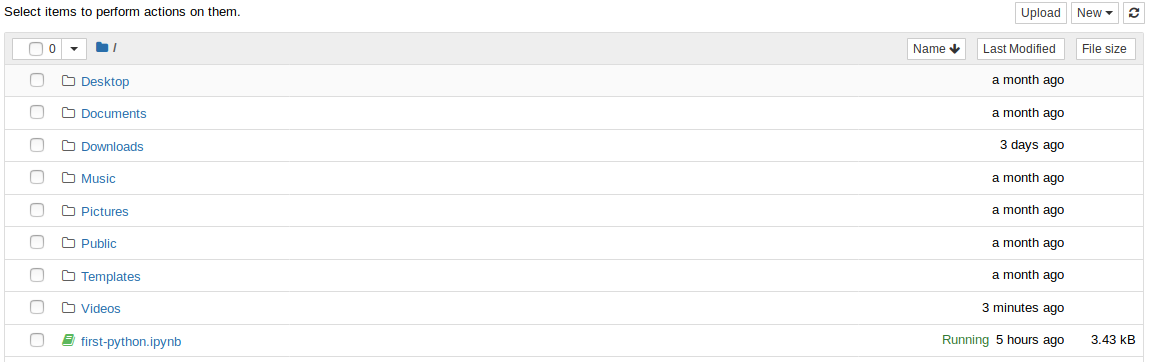 Select items to perform actions on them. Upload New
0 / Name Last Modified File size
Desktop a month ago
Documents a month ago
Downloads 3 days ago
Music a month ago
Pictures a month ago
Public a month ago
Templates a month ago
Videos 3 minutes ago
first-python.ipynb Running 5 hours ago 3.43 kB